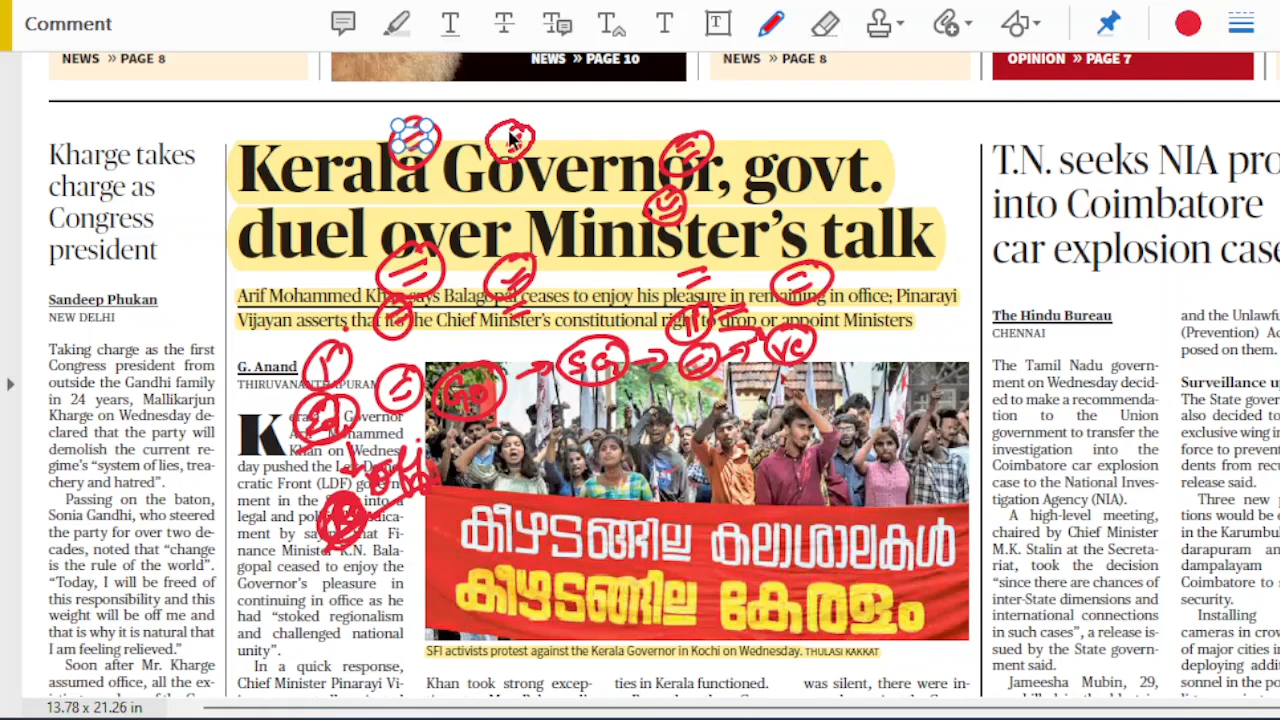 Comment
NEWS » PAGE 8
NEWS » PAGE 10
NEWS » PAGE 8
OPINION » PAGE 7
Kharge takes
charge as
Congress
president
Sandeep Phukan
NEW DELHI
Taking charge as the first
Congress president from
outside the Gandhi family
in 24 years, Mallikarjun
Kharge on Wednesday de-
clared that the party will
demolish the current re-
gime's "system of lies, trea-
chery and hatred".
Passing on the baton,
Sonia Gandhi, who steered
the party for over two de-
cades, noted that "change
is the rule of the world".
"Today, I will be freed of
this responsibility and this
weight will be off me and
that is why it is natural that
I am feeling relieved."
Soon after Mr. Kharge
assumed office, all the ex-
Kerala Governor, govt.
duel over Minister's talk
Arif Mohammed Khan says Balagopal ceases to enjoy his pleasure in remaining in office; Pinarayi
Vijayan asserts that it's the Chief Minister's constitutional right to drop or appoint Ministers
G. Anand
THIRUVANANTHAPURAM
Kerala Governor
Arif Mohammed
Khan on Wednes-
day pushed the Left Demo-
cratic Front (LDF) govern-
ment in the into a
legal and
ment by saying that Fi-
nance Minister K.N. Bala-
gopal ceased to enjoy the
Governor's pleasure in
continuing in office as he
had "stoked regionalism
and challenged national
unity".
In a quick response,
Chief Minister Pinarayi Vi-
കീഴടങ്ങില്ല കലാശാലകൾ
കീഴടങ്ങില്ല കേരളം
SFI activists protest against the Kerala Governor in Kochi on Wednesday. THULASI KAKKAT
Khan took strong excep-
ties in Kerala functioned.
was silent, there were in-
T.N. seeks NIA pro
into Coimbatore
car explosion case
The Hindu Bureau
CHENNAI
The Tamil Nadu govern-
ment on Wednesday decid-
ed to make a recommenda-
tion to the Union
government to transfer the
investigation into the
Coimbatore car explosion
case to the National Inves-
tigation Agency (NIA).
A high-level meeting,
chaired by Chief Minister
M.K. Stalin at the Secreta-
riat, took the decision
"since there are chances of
inter-State dimensions and
international connections
in such cases", a release is-
sued by the State govern-
ment said.
Jameesha Mubin, 29,
and the Unlawfu
(Prevention) Ac
posed on them.
Surveillance u
The State gover
also decided to
exclusive wing i
force to prevent
dents from rec
release said.
Three new
tions would be
in the Karumbu
darapuram an
dampalayam
Coimbatore to
security.
Installing
cameras in crow
of major cities i
deploying addi
sonnel in the po
13.78 x 21.26 in